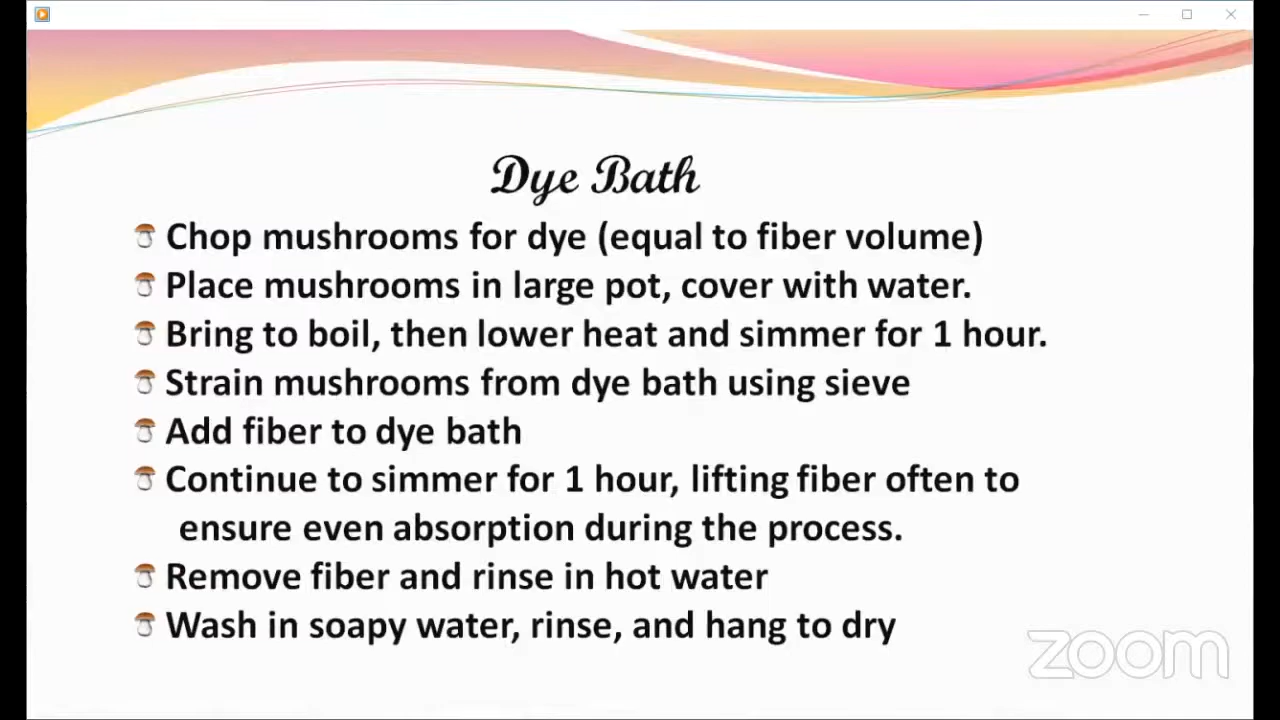 Dye Bath
Chop mushrooms for dye (equal to fiber volume)
Place mushrooms in large pot, cover with water.
Bring to boil, then lower heat and simmer for 1 hour.
Strain mushrooms from dye bath using sieve
Add fiber to dye bath
Continue to simmer for 1 hour, lifting fiber often to
ensure even absorption during the process.
Remove fiber and rinse in hot water
Wash in soapy water, rinse, and hang to dry
zoom